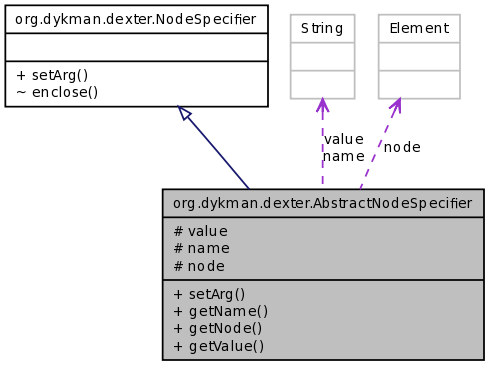 org.dykman.dexter.NodeSpecifier
+ setArg()
~ enclose()
String
Element
value
name
node
org.dykman.dexter.AbstractNodeSpecifier
# value
# name
# node
+ setArg()
+ getName()
+ getNode()
+ getValue()